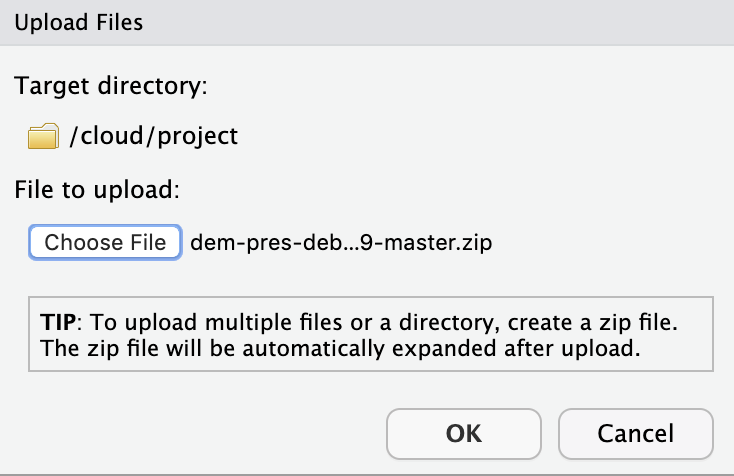 Upload Files
Target directory:
/cloud/project
File to upload:
Choose File dem-pres-deb...9-master.zip
TIP: To upload multiple files or a directory, create a zip file.
The zip file will be automatically expanded after upload.
OK Cancel